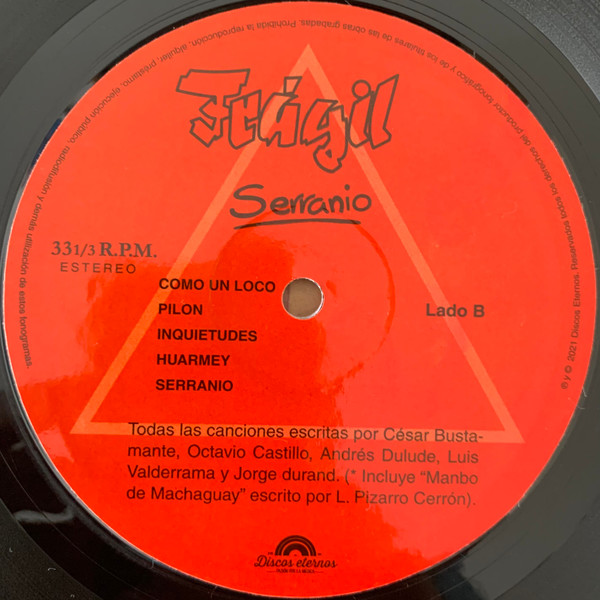 ℗ y © 2021 Discos Eternos. Reservados todos los derechos del productor fonográfico y de los titulares de las obras grabadas. Prohibida la reproducción, alquiler, préstamo, ejecución pública, radiodifusión y demás utilización de estos fonogramas.
Frágil
Serranio
33 1/3 R.P.M.
ESTEREO
COMO UN LOCO
PILON
Lado B
INQUIETUDES
HUARMEY
SERRANIO
Todas las canciones escritas por César Busta-
mante, Octavio Castillo, Andrés Dulude, Luis
Valderrama y Jorge durand. (* Incluye “Manbo
de Machaguay” escrito por L. Pizarro Cerrón).
Discos eternos